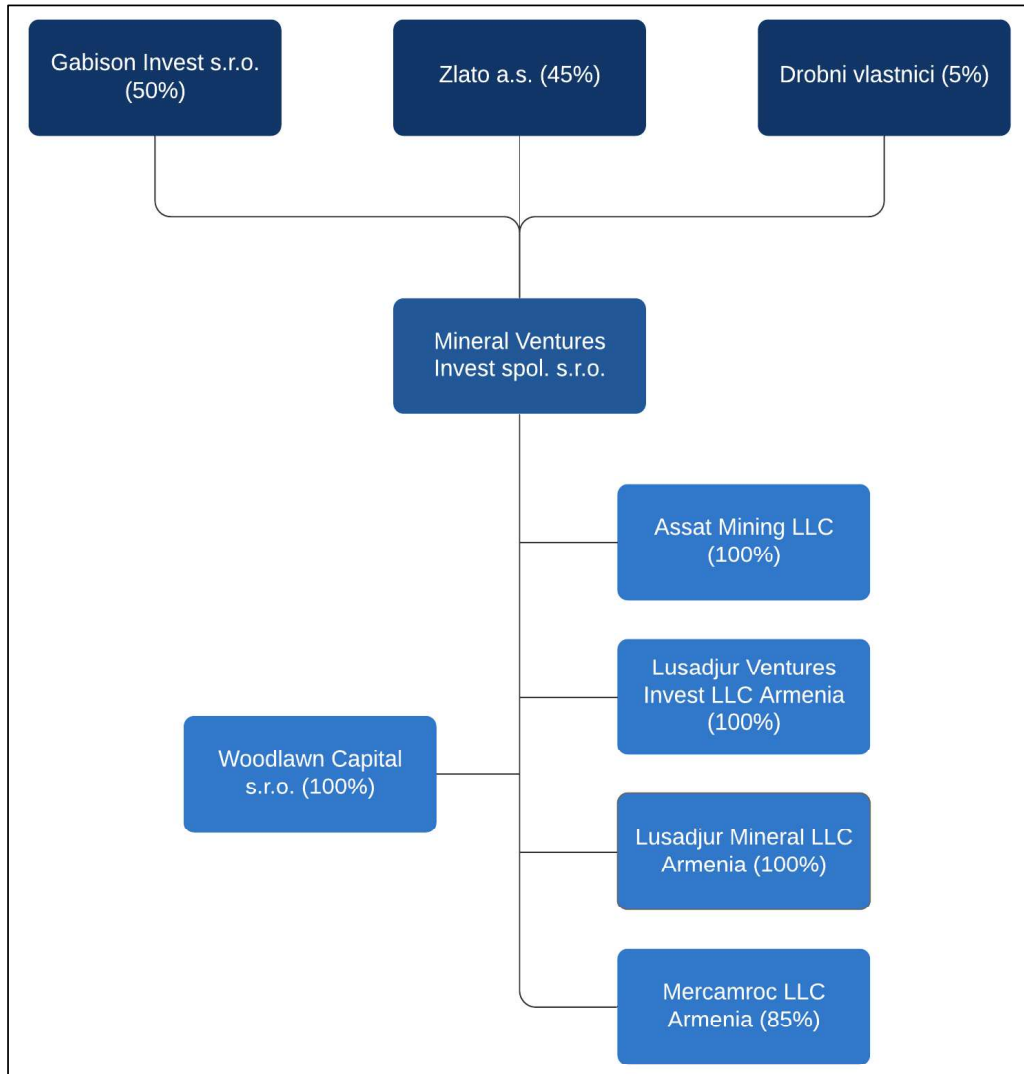 Gabison Invest s.r.o.
(50%)
Zlato a.s. (45%)
Drobni vlastnici (5%)
Mineral Ventures
Invest spol. s.r.o.
Assat Mining LLC
(100%)
Lusadjur Ventures
Invest LLC Armenia
(100%)
Woodlawn Capital
s.r.o. (100%)
Lusadjur Mineral LLC
Armenia (100%)
Mercamroc LLC
Armenia (85%)